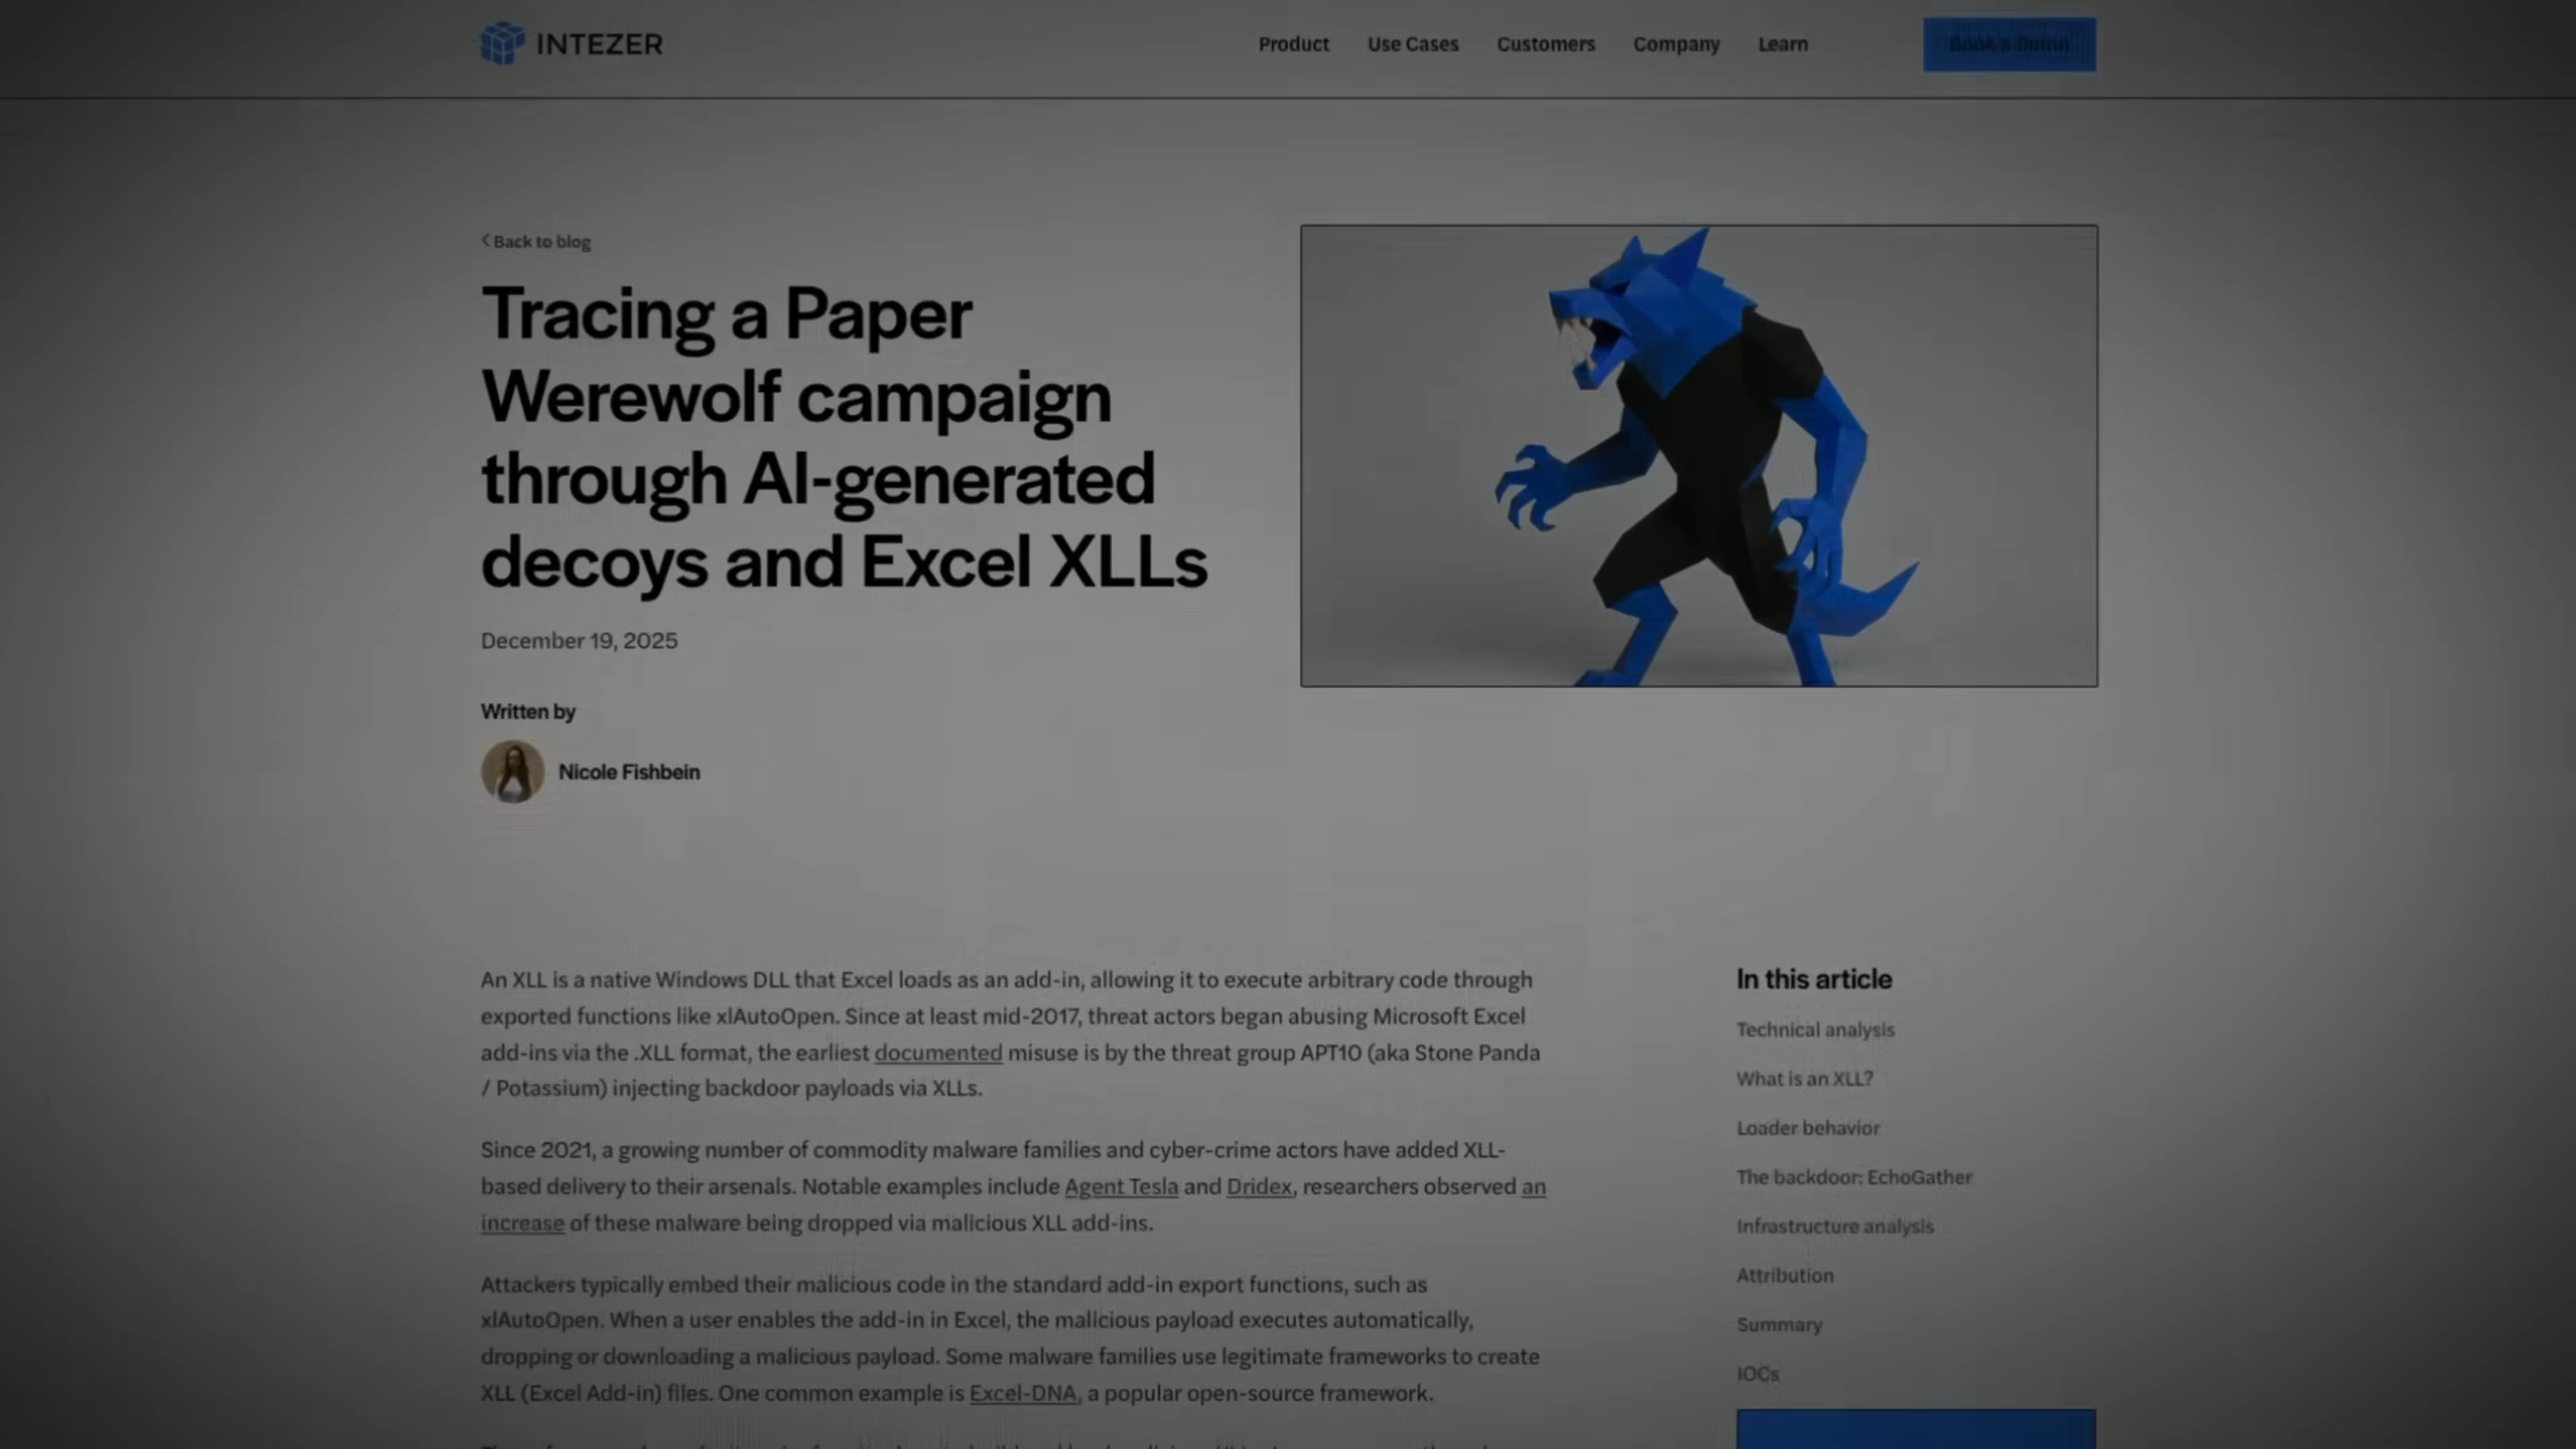 INTEZER
Product
Use Cases
Customers
Company
Learn
Book a Demo
Back to blog
Tracing a Paper
Werewolf campaign
through AI-generated
decoys and Excel XLLs
December 19, 2025
Written by
Nicole Fishbein
An XLL is a native Windows DLL that Excel loads as an add-in, allowing it to execute arbitrary code through
exported functions like xlAutoOpen. Since at least mid-2017, threat actors began abusing Microsoft Excel
add-ins via the .XLL format, the earliest documented misuse is by the threat group APT10 (aka Stone Panda
/ Potassium) injecting backdoor payloads via XLLs.
Since 2021, a growing number of commodity malware families and cyber-crime actors have added XLL-
based delivery to their arsenals. Notable examples include Agent Tesla and Dridex, researchers observed an
increase of these malware being dropped via malicious XLL add-ins.
Attackers typically embed their malicious code in the standard add-in export functions, such as
xlAutoOpen. When a user enables the add-in in Excel, the malicious payload executes automatically,
dropping or downloading a malicious payload. Some malware families use legitimate frameworks to create
XLL (Excel Add-in) files. One common example is Excel-DNA, a popular open-source framework.
In this article
Technical analysis
What is an XLL?
Loader behavior
The backdoor: EchoGather
Infrastructure analysis
Attribution
Summary
IOCs